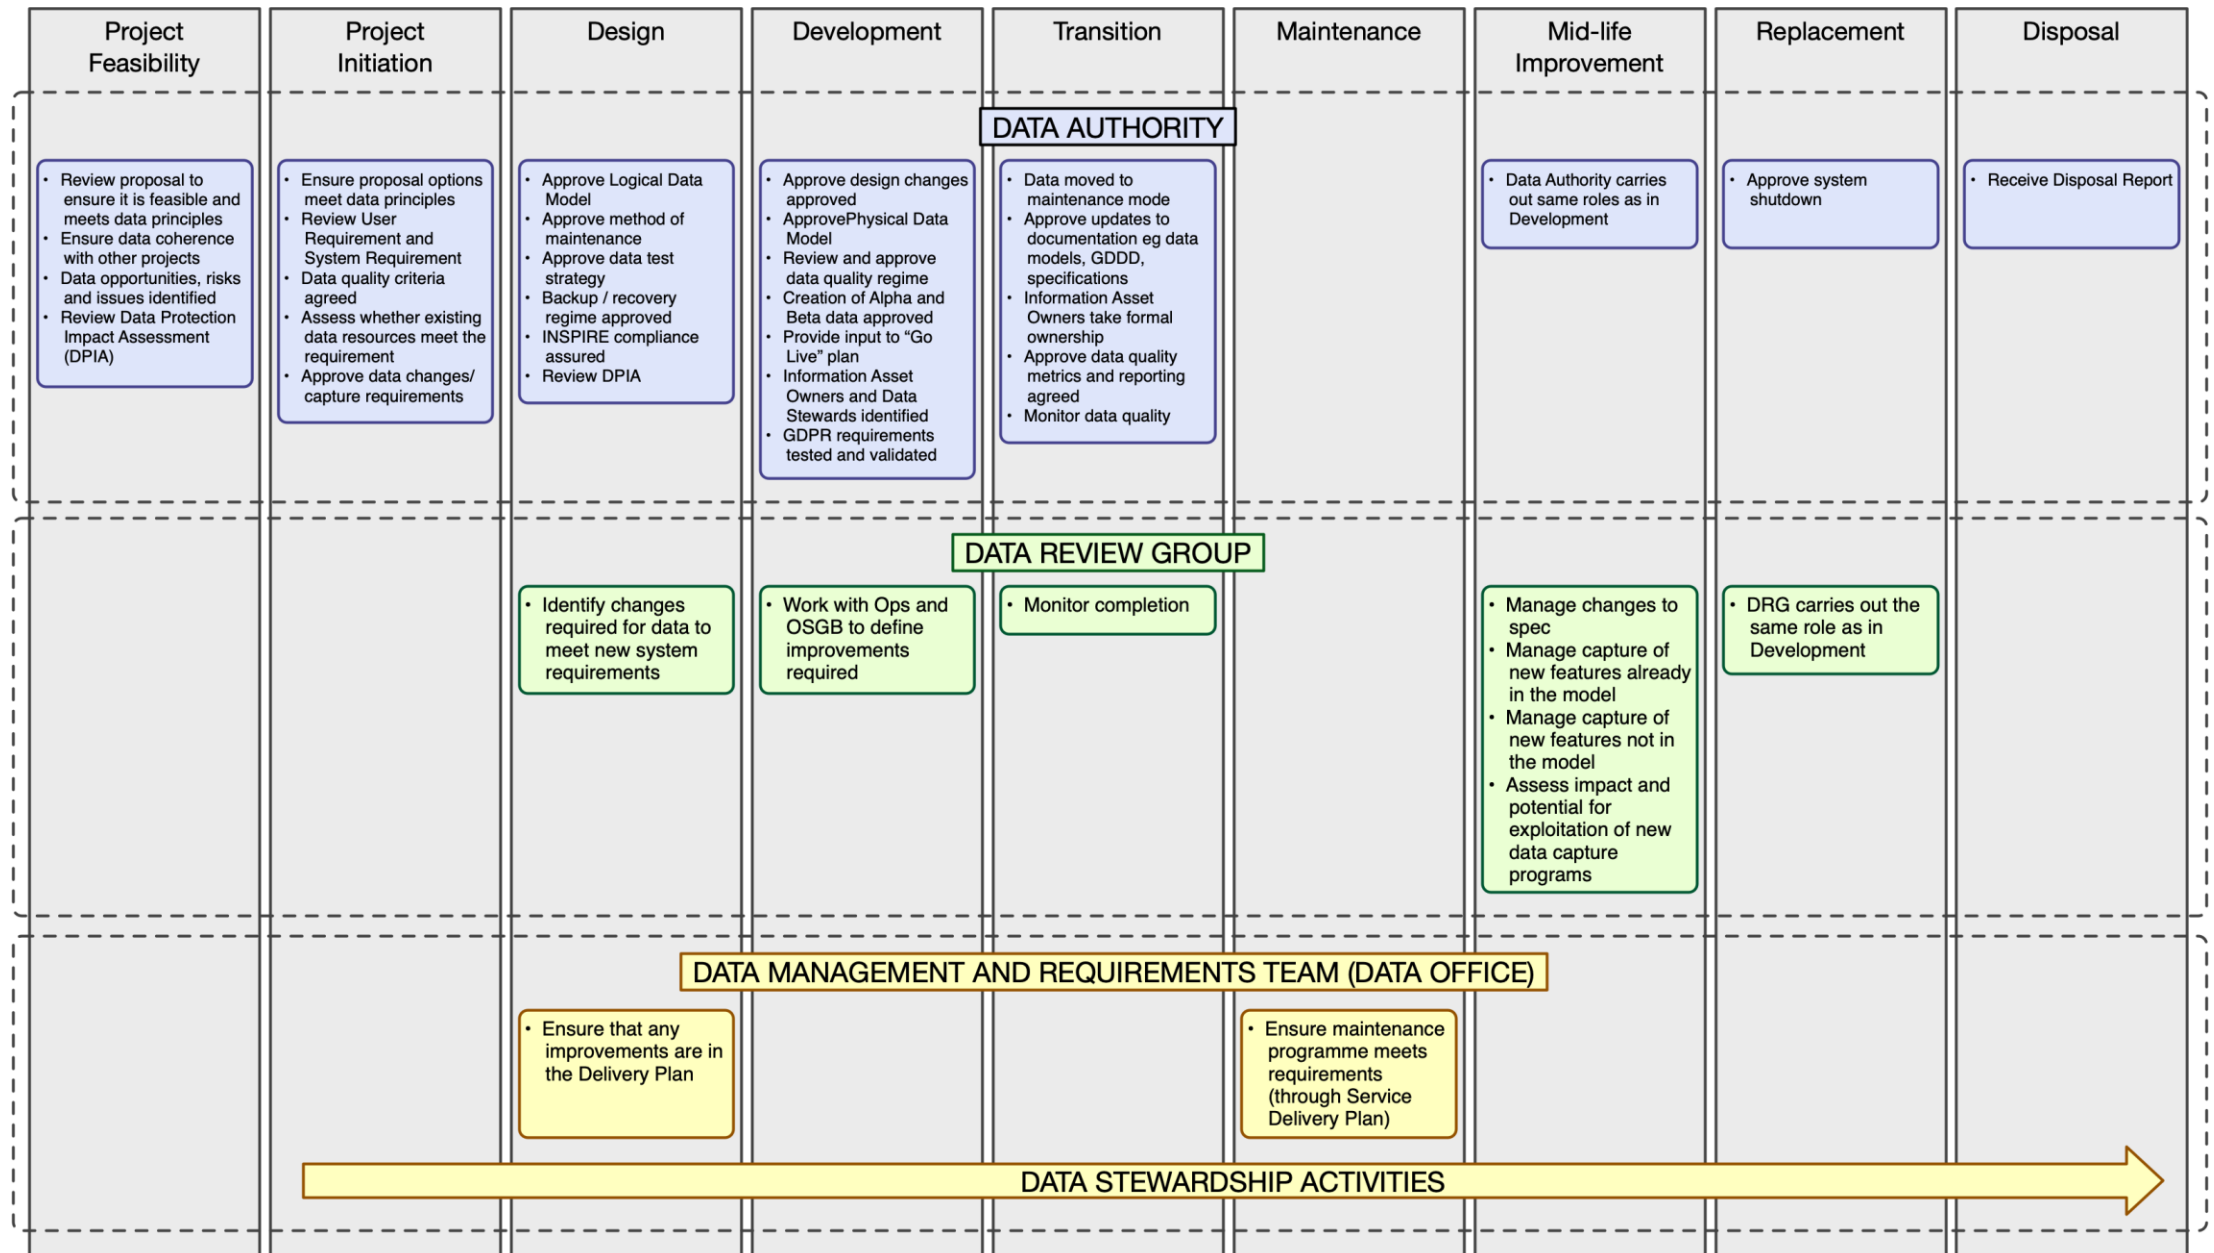 Project
Feasibility
Project
Initiation
Design
Development
Transition
Maintenance
Mid-life
Improvement
Replacement
Disposal
DATA AUTHORITY
• Review proposal to
ensure it is feasible and
meets data principles
• Ensure data coherence
with other projects
• Data opportunities, risks
and issues identified
• Review Data Protection
Impact Assessment
(DPIA)
• Ensure proposal options
meet data principles
• Review User
Requirement and
System Requirement
• Data quality criteria
agreed
• Assess whether existing
data resources meet the
requirement
• Approve data changes/
capture requirements
• Approve Logical Data
Model
• Approve method of
maintenance
• Approve data test
strategy
• Backup / recovery
regime approved
• INSPIRE compliance
assured
• Review DPIA
• Approve design changes
approved
• ApprovePhysical Data
Model
• Review and approve
data quality regime
• Creation of Alpha and
Beta data approved
• Provide input to “Go
Live” plan
• Information Asset
Owners and Data
Stewards identified
• GDPR requirements
tested and validated
• Data moved to
maintenance mode
• Approve updates to
documentation eg data
models, GDDD,
specifications
• Information Asset
Owners take formal
ownership
• Approve data quality
metrics and reporting
agreed
• Monitor data quality
• Data Authority carries
out same roles as in
Development
• Approve system
shutdown
• Receive Disposal Report
DATA REVIEW GROUP
• Identify changes
required for data to
meet new system
requirements
• Work with Ops and
OSGB to define
improvements
required
• Monitor completion
• Manage changes to
spec
• Manage capture of
new features already
in the model
• Manage capture of
new features not in
the model
• Assess impact and
potential for
exploitation of new
data capture
programs
• DRG carries out the
same role as in
Development
DATA MANAGEMENT AND REQUIREMENTS TEAM (DATA OFFICE)
• Ensure that any
improvements are in
the Delivery Plan
• Ensure maintenance
programme meets
requirements
(through Service
Delivery Plan)
DATA STEWARDSHIP ACTIVITIES